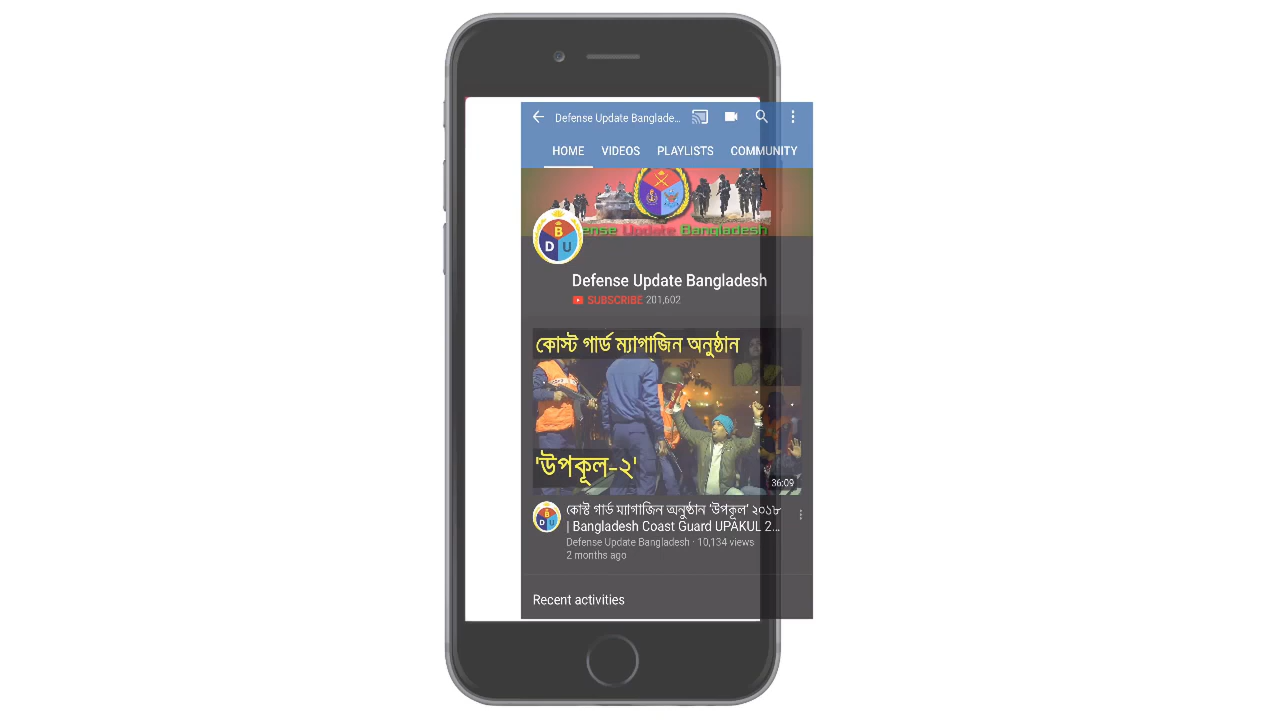 Defense Update Banglade...
HOME VIDEOS PLAYLISTS COMMUNITY
B
D U
ense Update Bangladesh
Defense Update Bangladesh
SUBSCRIBE 201,602
কোস্ট গার্ড ম্যাগাজিন অনুষ্ঠান
'উপকূল-২'
36:09
B
D U
কোস্ট গার্ড ম্যাগাজিন অনুষ্ঠান ‘উপকূল’ ২০১৮
| Bangladesh Coast Guard UPAKUL 2...
Defense Update Bangladesh · 10,134 views
2 months ago
Recent activities